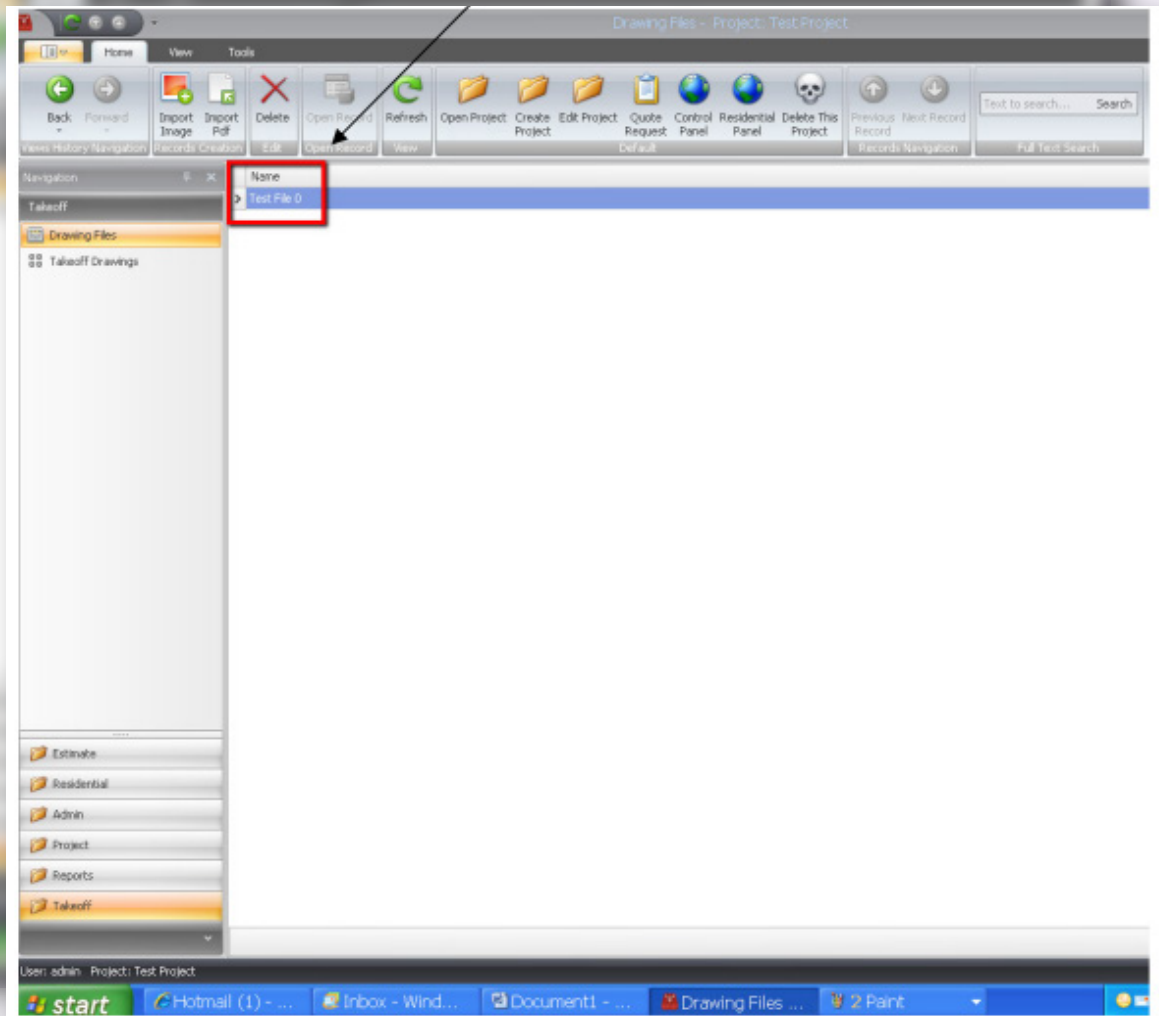 Drawing Files - Project: Test Project
Home View Tools
Back Forward Import Image Import Pdf Delete Open Record Refresh Open Project Create Project Edit Project Quote Request Control Panel Residential Panel Delete This Project Previous Record Next Record Text to search... Search
Views History Navigation Records Creation Edit Open Record View Default Records Navigation Full Text Search
Navigation
Name
Takeoff
Test File 0
Drawing Files
Takeoff Drawings
Estimate
Residential
Admin
Project
Reports
Takeoff
User: admin Project: Test Project
start Hotmail (1) - ... Inbox - Wind... Document1 - ... Drawing Files ... 2 Paint